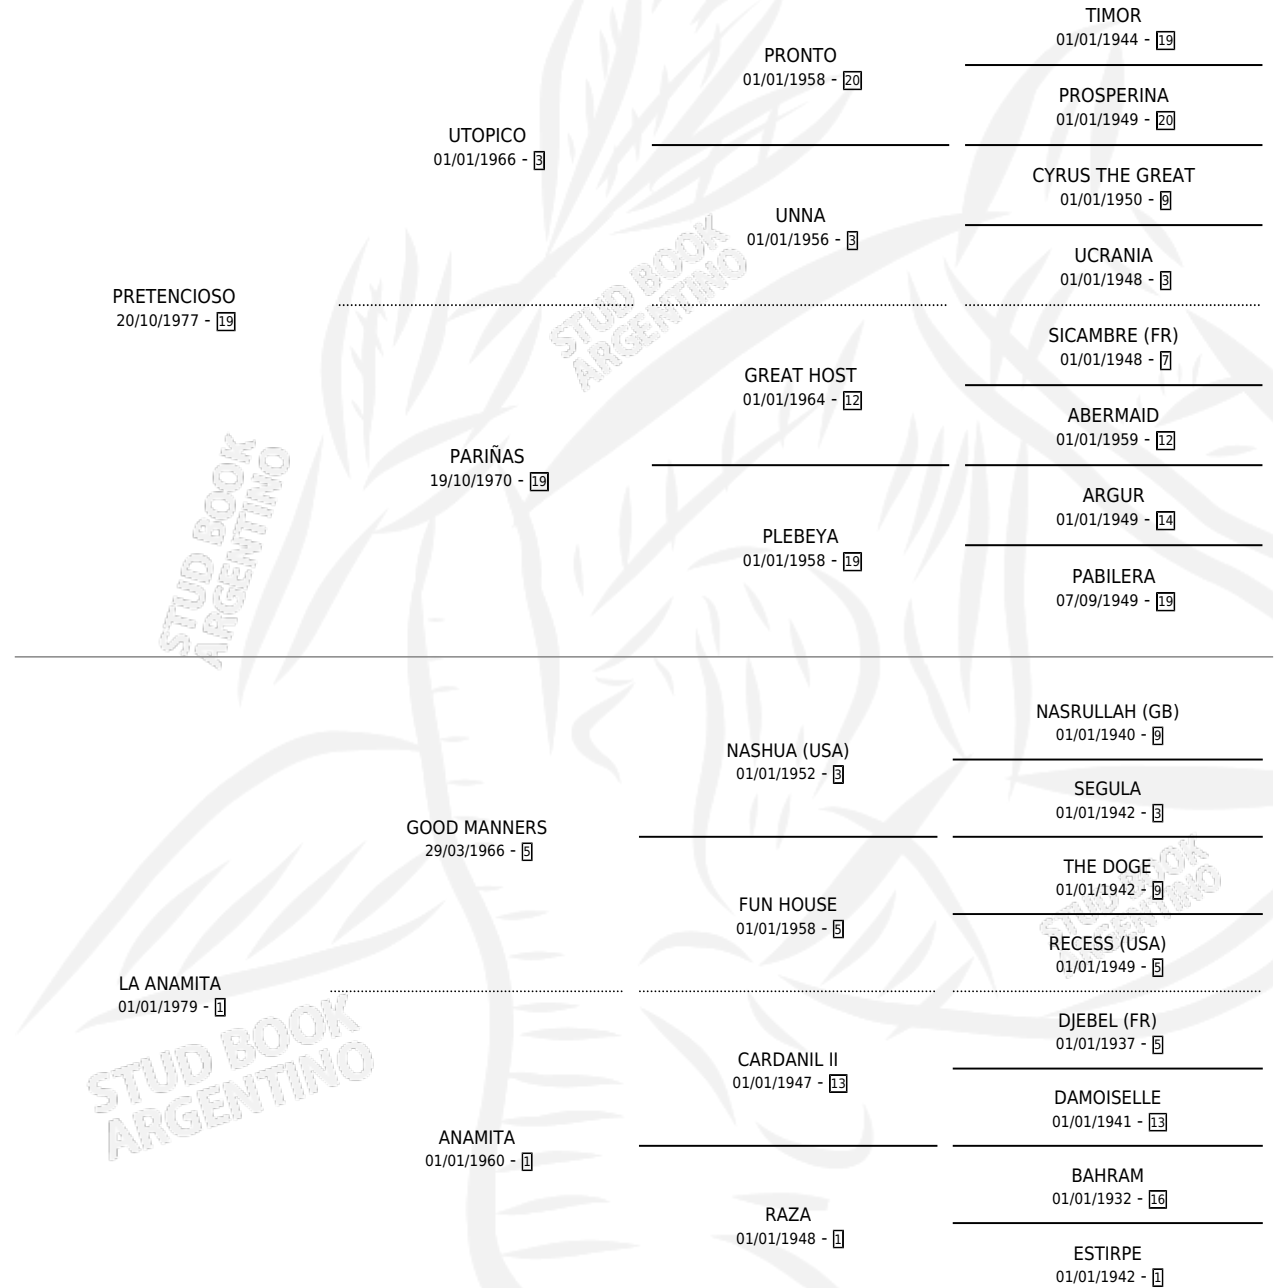 TIMOR
01/01/1944 - 19
PRONTO
01/01/1958 - 20
PROSPERINA
01/01/1949 - 20
UTOPICO
01/01/1966 - 3
CYRUS THE GREAT
01/01/1950 - 9
UNNA
01/01/1956 - 3
UCRANIA
01/01/1948 - 3
PRETENCIOSO
20/10/1977 - 19
SICAMBRE (FR)
01/01/1948 - 7
GREAT HOST
01/01/1964 - 12
ABERMAID
01/01/1959 - 12
PARIÑAS
19/10/1970 - 19
ARGUR
01/01/1949 - 14
PLEBEYA
01/01/1958 - 19
PABILERA
07/09/1949 - 19
NASRULLAH (GB)
01/01/1940 - 9
NASHUA (USA)
01/01/1952 - 3
SEGULA
01/01/1942 - 3
GOOD MANNERS
29/03/1966 - 5
THE DOGE
01/01/1942 - 9
FUN HOUSE
01/01/1958 - 5
RECESS (USA)
01/01/1949 - 5
LA ANAMITA
01/01/1979 - 1
DJEBEL (FR)
01/01/1937 - 5
CARDANIL II
01/01/1947 - 13
DAMOISELLE
01/01/1941 - 13
ANAMITA
01/01/1960 - 1
BAHRAM
01/01/1932 - 16
RAZA
01/01/1948 - 1
ESTIRPE
01/01/1942 - 1
STUD BOOK
ARGENTINO
STUD BOOK
ARGENTINO
STUD BOOK
ARGENTINO
STUD BOOK
ARGENTINO